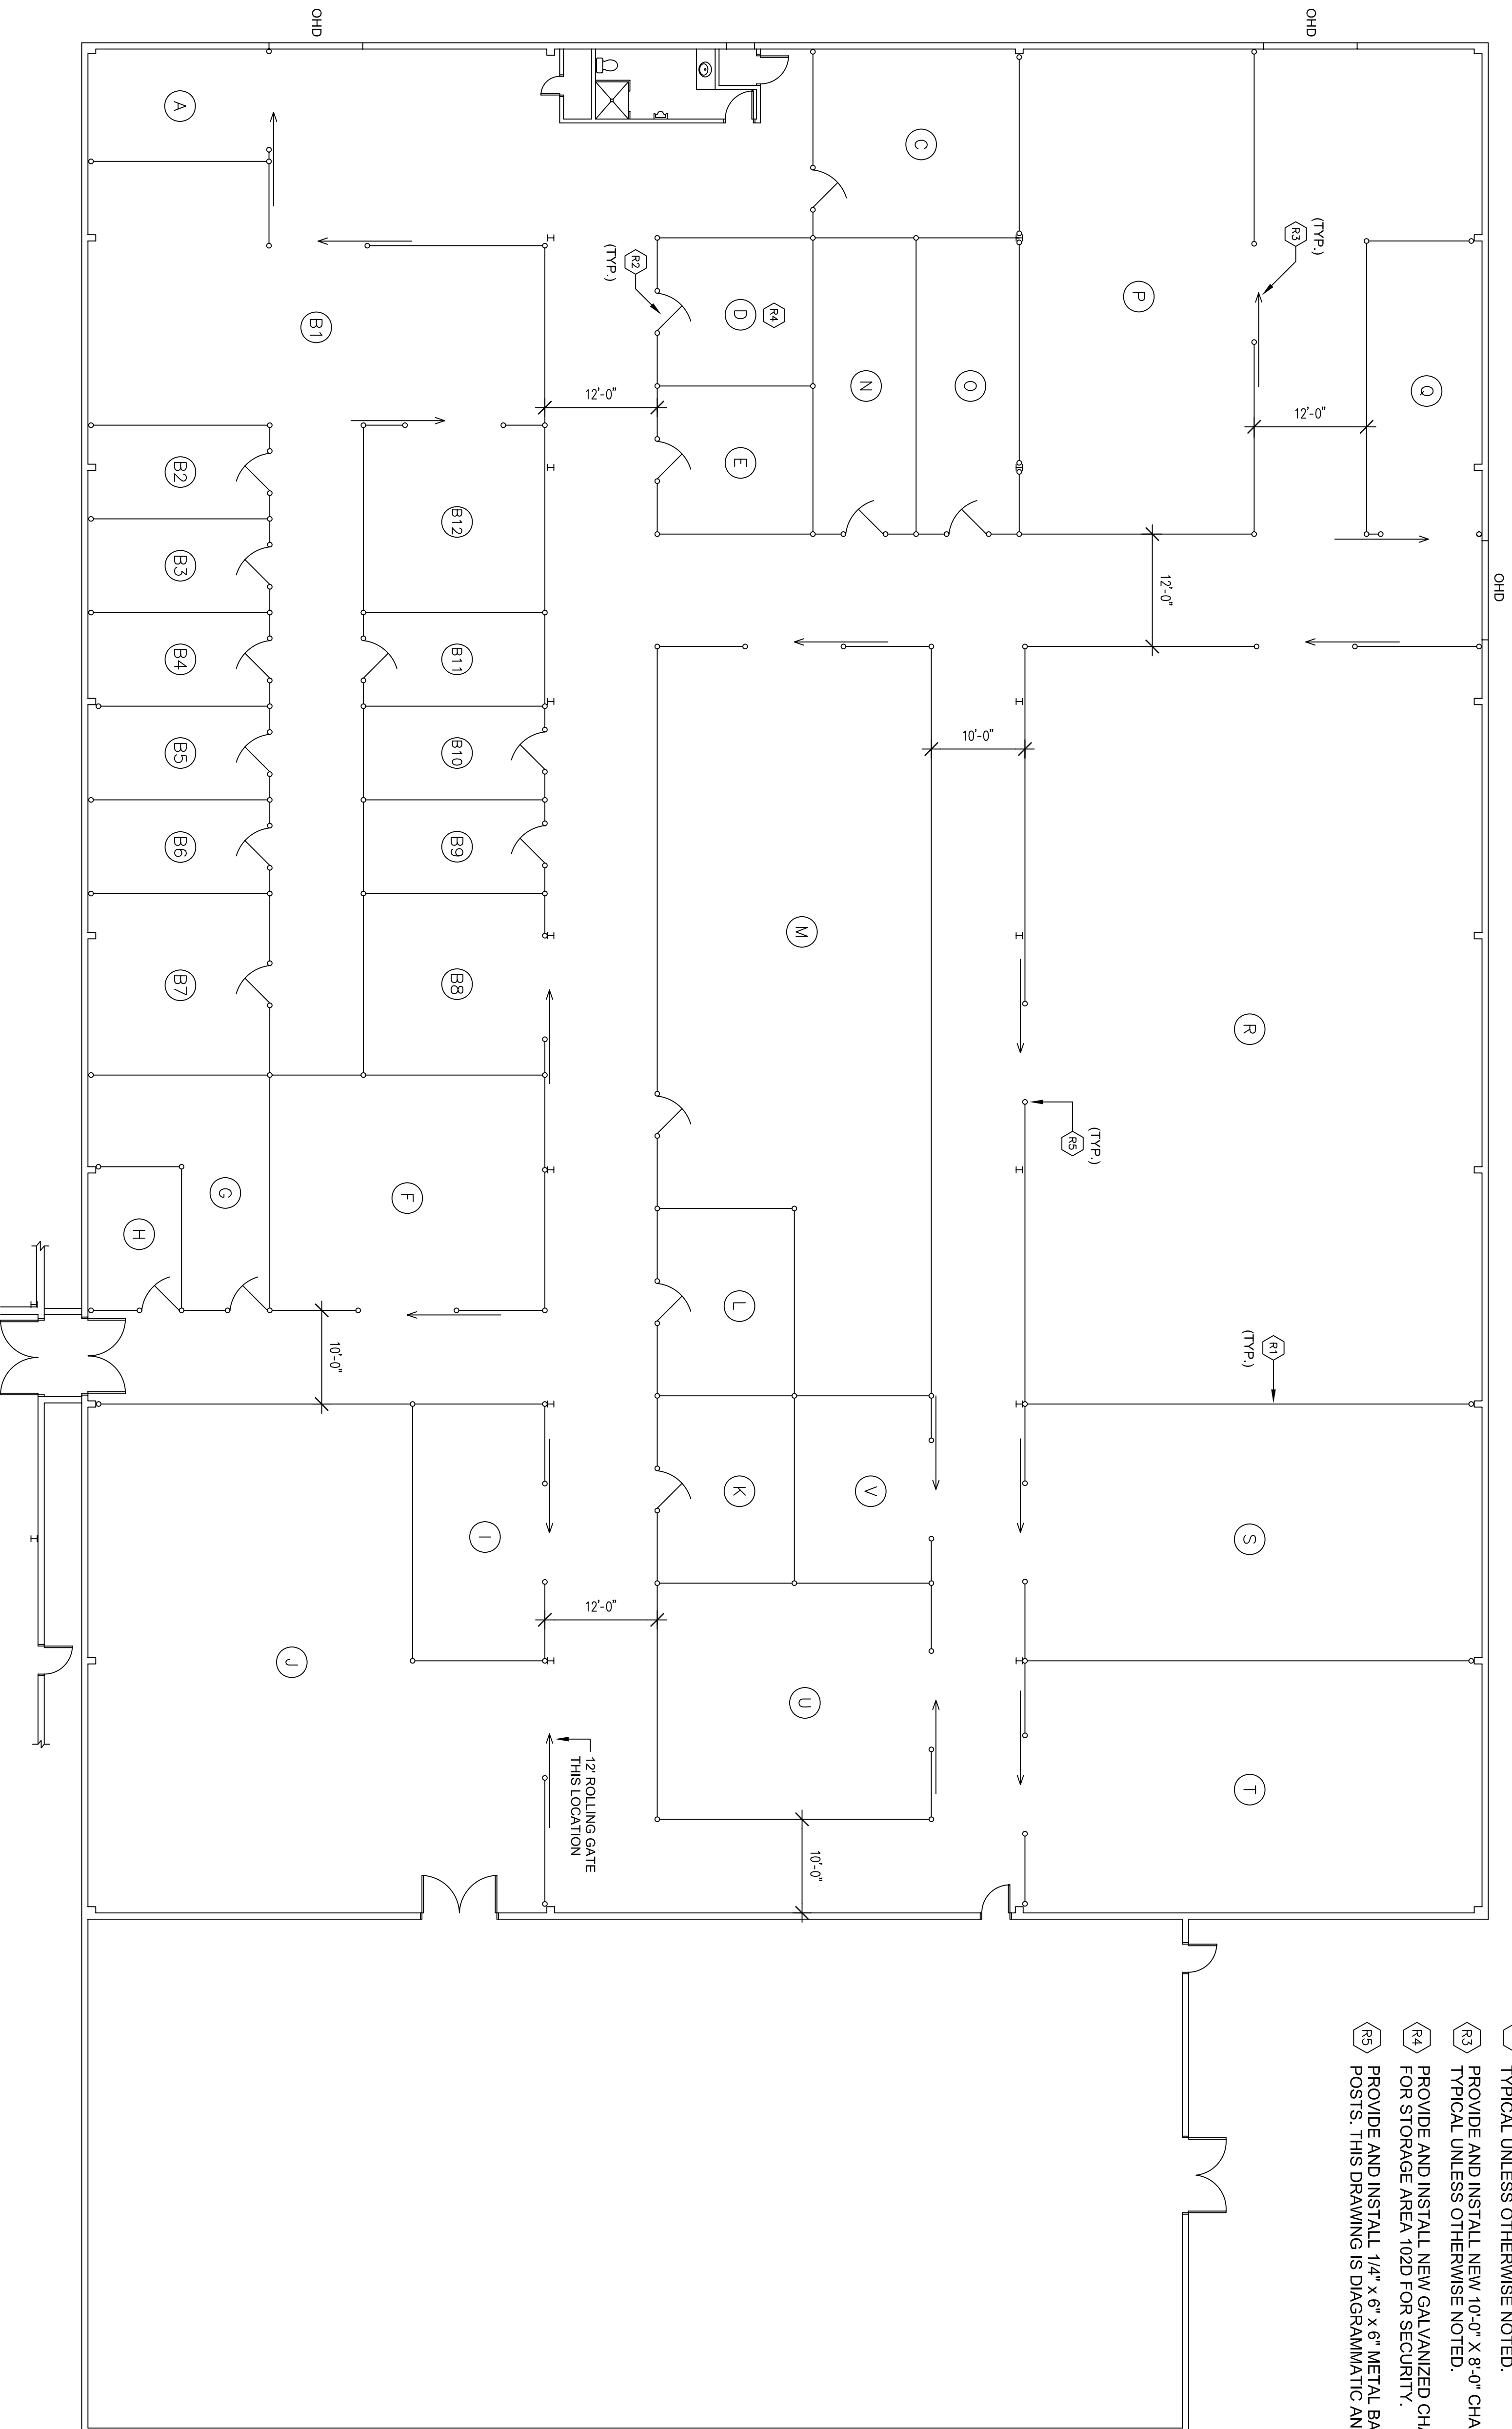 TYPICAL UNLESS OTHERWISE NOTED.
R3 PROVIDE AND INSTALL NEW 10'-0" X 8'-0" CHA
TYPICAL UNLESS OTHERWISE NOTED.
R4 PROVIDE AND INSTALL NEW GALVANIZED CHA
FOR STORAGE AREA 102D FOR SECURITY.
R5 PROVIDE AND INSTALL 1/4" x 6" x 6" METAL BA
POSTS. THIS DRAWING IS DIAGRAMMATIC AN
OHD
OHD
OHD
Q
12'-0"
(TYP.)
R3
P
12'-0"
R
R1
(TYP.)
S
T
(TYP.)
R5
10'-0"
C
O
N
R4
D
E
R2
(TYP.)
12'-0"
M
L
V
K
U
10'-0"
12'-0"
12' ROLLING GATE
THIS LOCATION
B12
B11
B10
B9
B8
F
I
10'-0"
B1
J
A
B2
B3
B4
B5
B6
B7
G
H